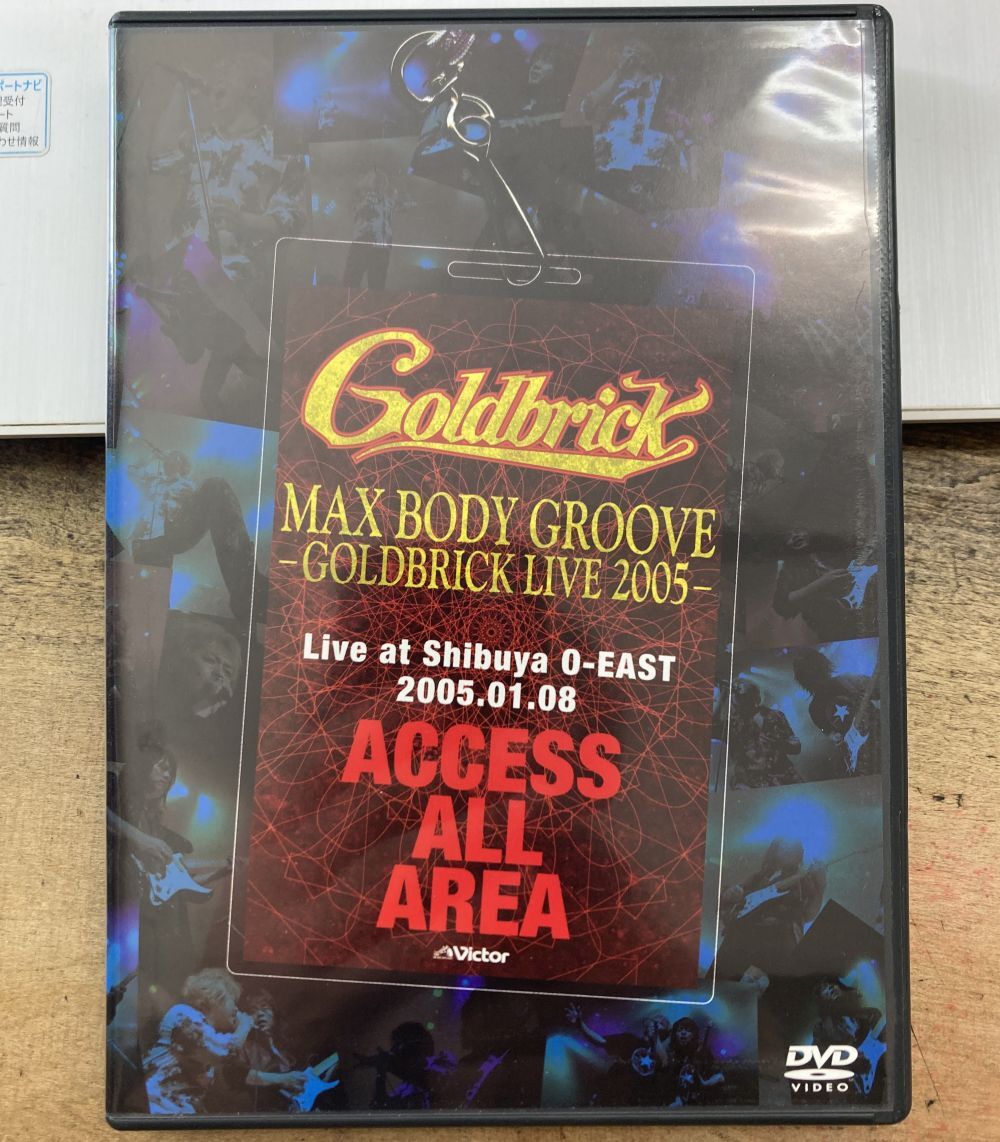 ポートナビ
受付
ート
質問
わせ情報
Goldbrick
MAX BODY GROOVE
-GOLDBRICK LIVE 2005-
Live at Shibuya O-EAST
2005.01.08
ACCESS
ALL
AREA
Victor
DVD
VIDEO